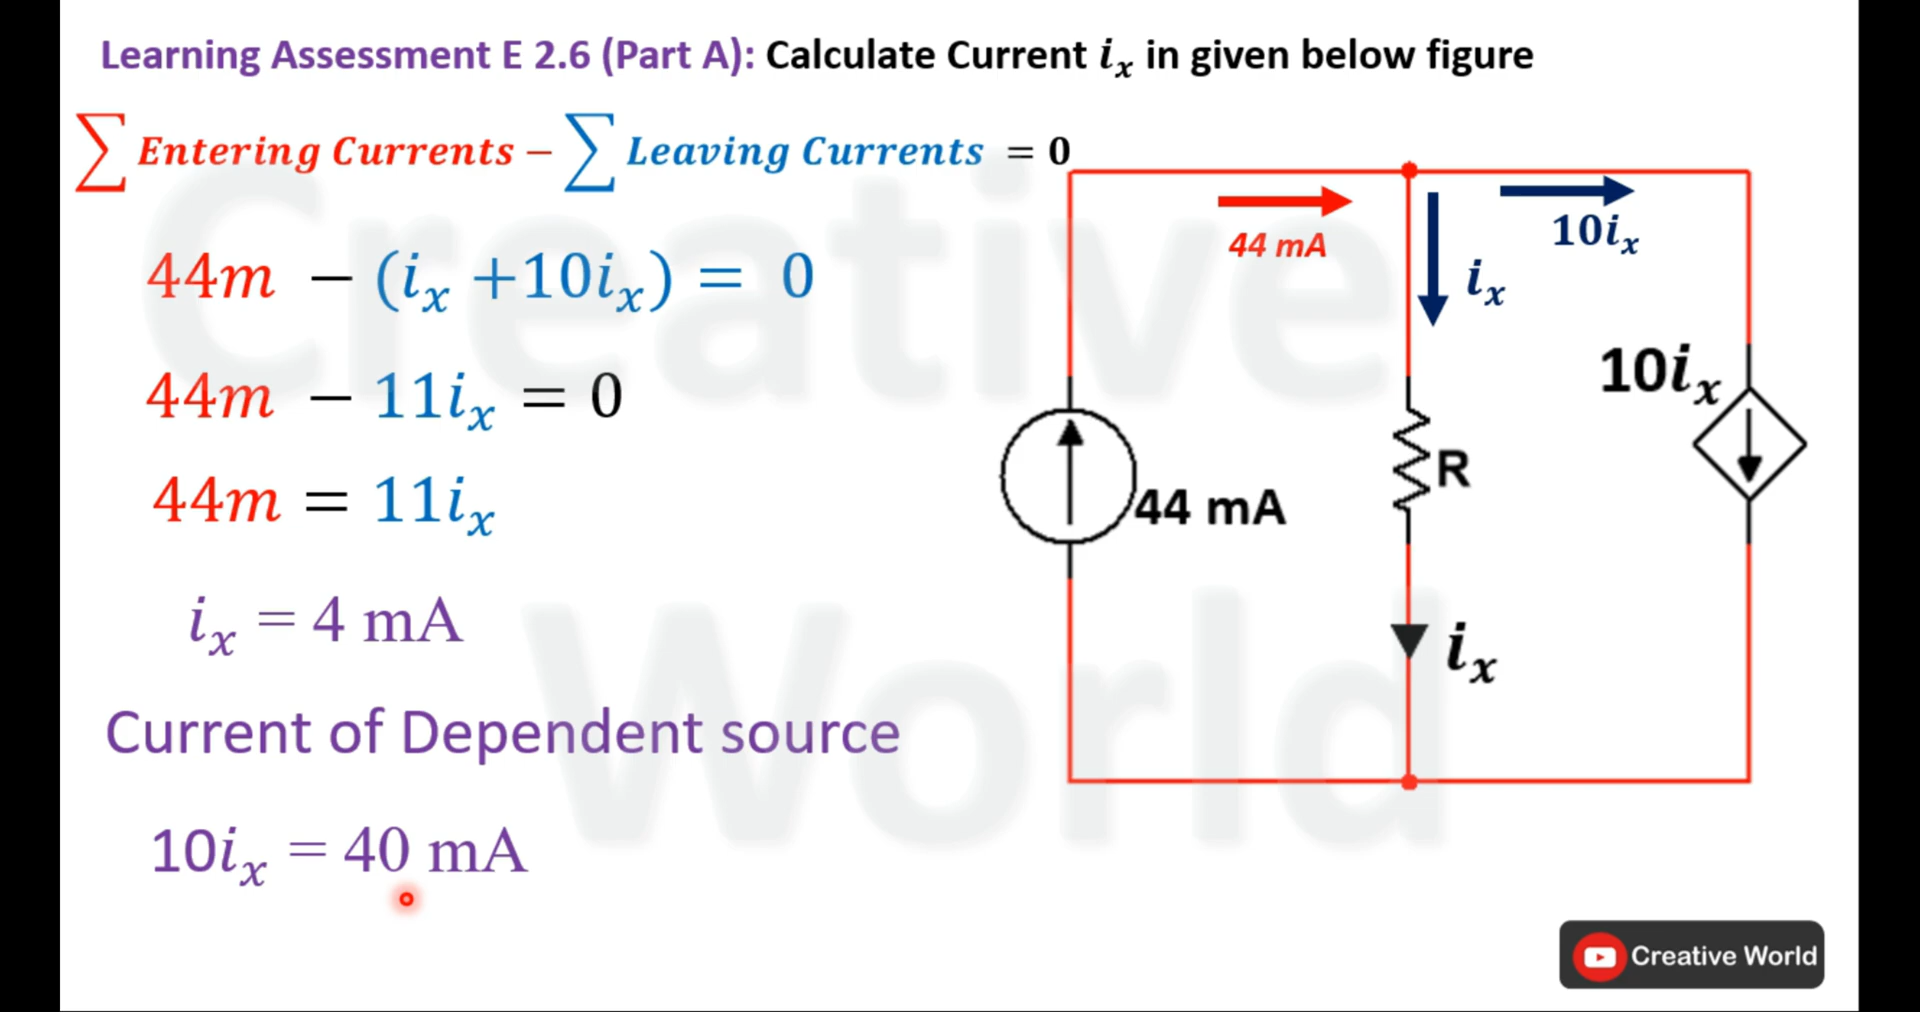 Learning Assessment E 2.6 (Part A): Calculate Current iₓ in given below figure
∑ Entering Currents − ∑ Leaving Currents = 0
44m − (iₓ +10iₓ) = 0
44m − 11iₓ = 0
44m = 11iₓ
iₓ = 4 mA
Current of Dependent source
10iₓ = 40 mA
44 mA
iₓ
10iₓ
10iₓ
R
44 mA
iₓ
Creative World
Creative
World